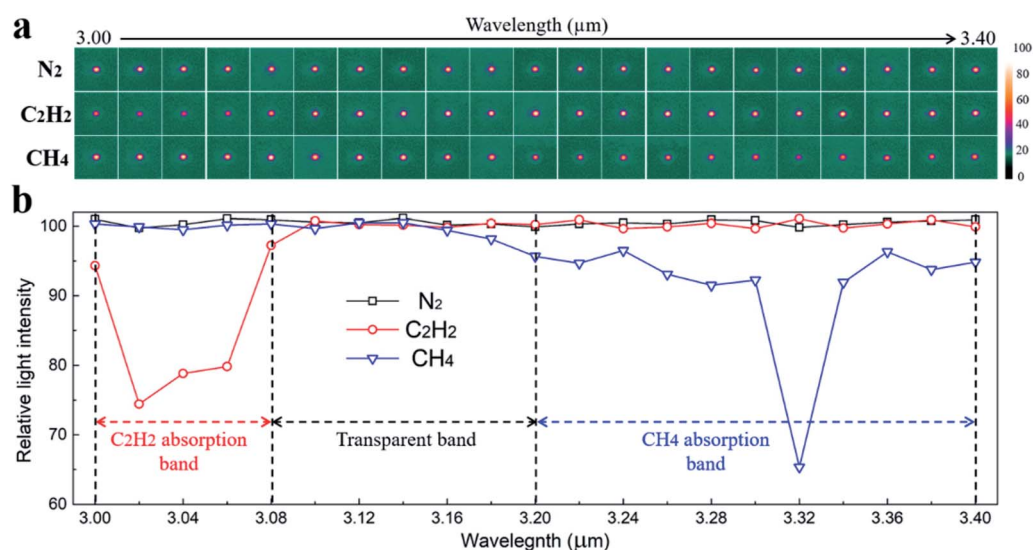 a
Wavelength (µm)
3.00
3.40
N2
C2H2
CH4
100
80
60
40
20
0
b
100
90
80
70
60
Relative light intensity
N2
C2H2
CH4
C2H2 absorption
band
Transparent band
CH4 absorption
band
3.00
3.04
3.08
3.12
3.16
3.20
3.24
3.28
3.32
3.36
3.40
Wavelegnth (µm)